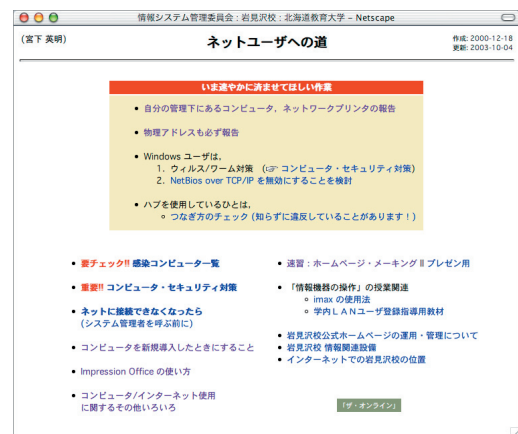 情報システム管理委員会 : 岩見沢校 : 北海道教育大学 – Netscape
(宮下 英明)
ネットユーザへの道
作成: 2000-12-18
更新: 2003-10-04
いま速やかに済ませてほしい作業
• 自分の管理下にあるコンピュータ，ネットワークプリンタの報告
• 物理アドレスも必ず報告
• Windows ユーザは，
1. ウィルス/ワーム対策 (☞ コンピュータ・セキュリティ対策)
2. NetBios over TCP/IP を無効にすることを検討
• ハブを使用しているひとは，
◦ つなぎ方のチェック (知らずに違反していることがあります！)
• 要チェック!! 感染コンピュータ一覧
• 重要!! コンピュータ・セキュリティ対策
• ネットに接続できなくなったら
(システム管理者を呼ぶ前に)
• コンピュータを新規導入したときにすること
• Impression Office の使い方
• コンピュータ/インターネット使用
に関するその他いろいろ
• 速習：ホームページ・メーキング || プレゼン用
• 「情報機器の操作」の授業関連
◦ imax の使用法
◦ 学内ＬＡＮユーザ登録指導用教材
• 岩見沢校公式ホームページの運用・管理について
• 岩見沢校 情報関連設備
• インターネットでの岩見沢校の位置
「ザ・オンライン」